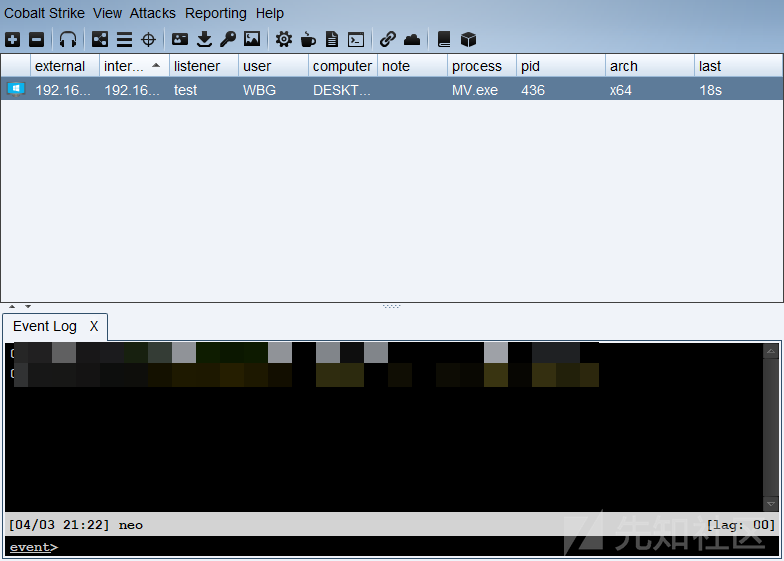 Cobalt Strike View Attacks Reporting Help
external inter... listener user computer note process pid arch last
192.16... 192.16... test WBG DESKT... MV.exe 436 x64 18s
Event Log X
[04/03 21:22] neo [lag: 00]
event>
先知社区